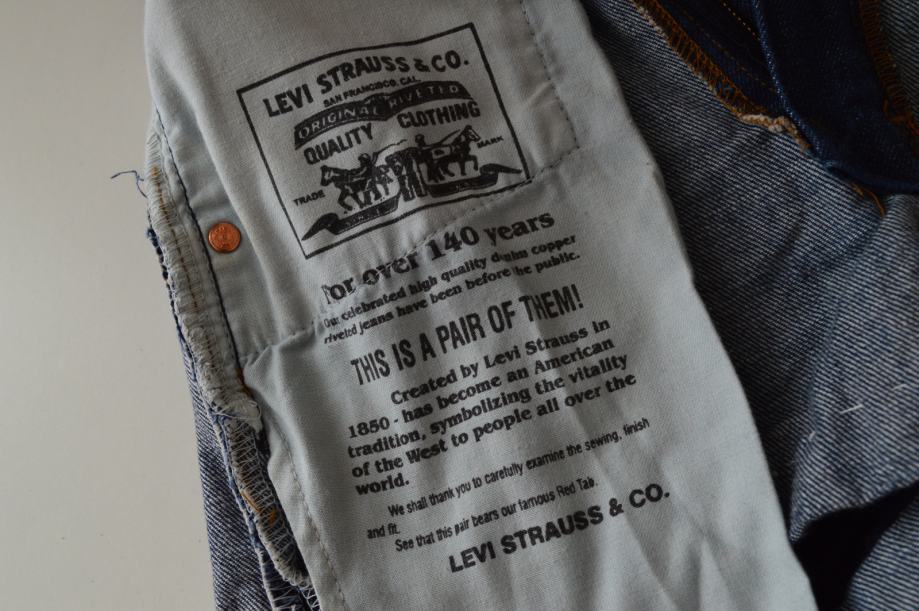 LEVI STRAUSS & CO.
SAN FRANCISCO, CAL.
ORIGINAL RIVETED
QUALITY CLOTHING
TRADE MARK
for over 140 years
Our celebrated high quality denim copper
riveted jeans have been before the public.
THIS IS A PAIR OF THEM!
Created by Levi Strauss in
1850 - has become an American
tradition, symbolizing the vitality
of the West to people all over the
world.
We shall thank you to carefully examine the sewing, finish
and fit.
See that this pair bears our famous Red Tab.
LEVI STRAUSS & CO.